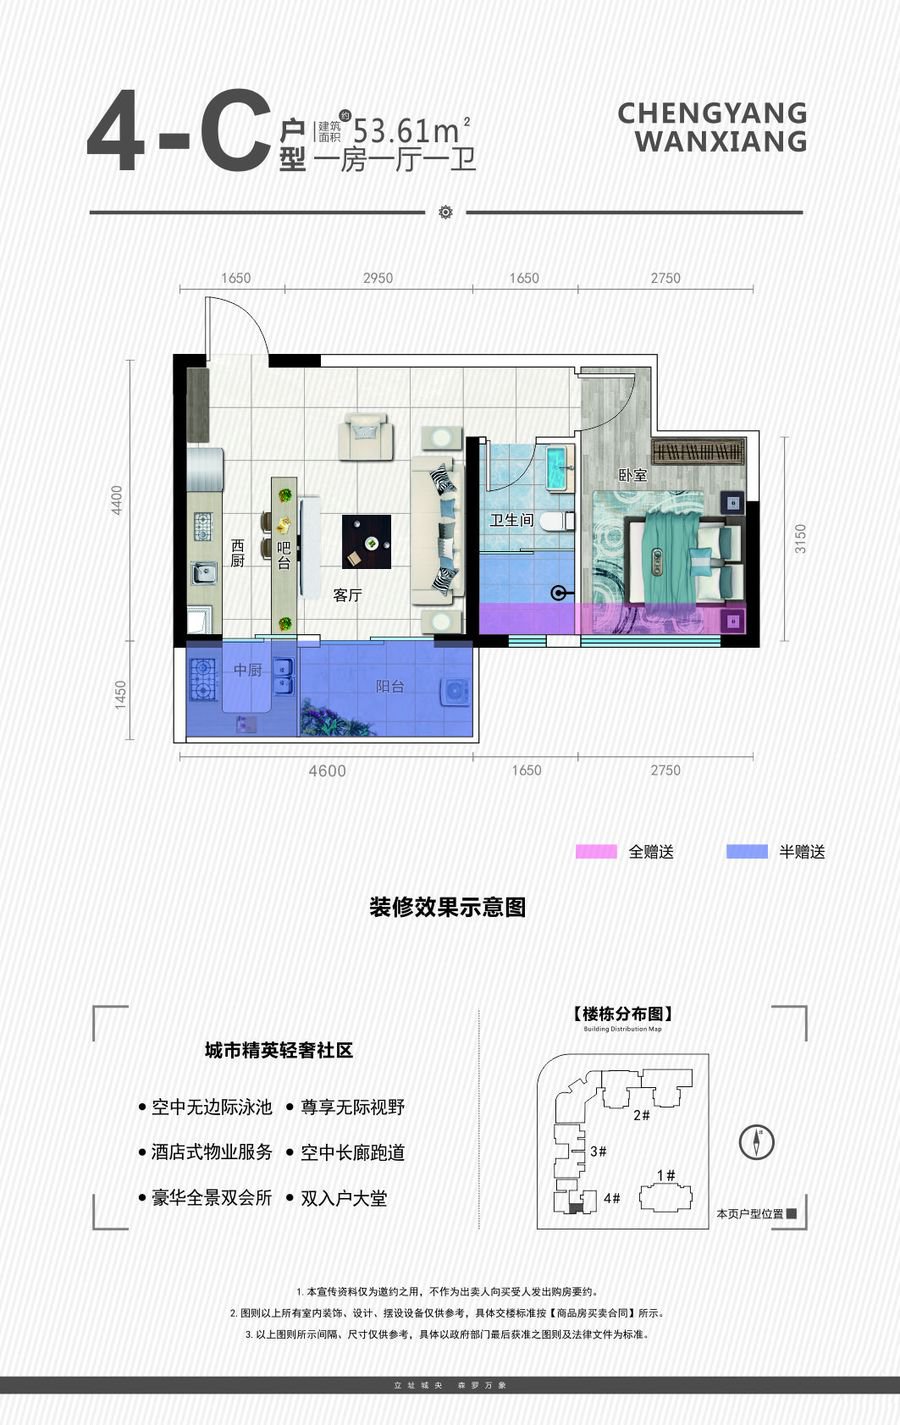 4-C 户型
建筑面积 约 53.61m²
一房一厅一卫
CHENGYANG
WANXIANG
1650 2950 1650 2750
4400
1450
3150
卧室
卫生间
西厨
吧台
客厅
中厨
阳台
4600 1650 2750
全赠送 半赠送
装修效果示意图
城市精英轻奢社区
• 空中无边际泳池 • 尊享无际视野
• 酒店式物业服务 • 空中长廊跑道
• 豪华全景双会所 • 双入户大堂
【楼栋分布图】
Building Distribution Map
2#
3#
1#
4#
北
本页户型位置
1. 本宣传资料仅为邀约之用，不作为出卖人向买受人发出购房要约。
2. 图则以上所有室内装饰、设计、摆设设备仅供参考，具体交楼标准按【商品房买卖合同】所示。
3. 以上图则所示间隔、尺寸仅供参考，具体以政府部门最后获准之图则及法律文件为标准。
立址城央 森罗万象